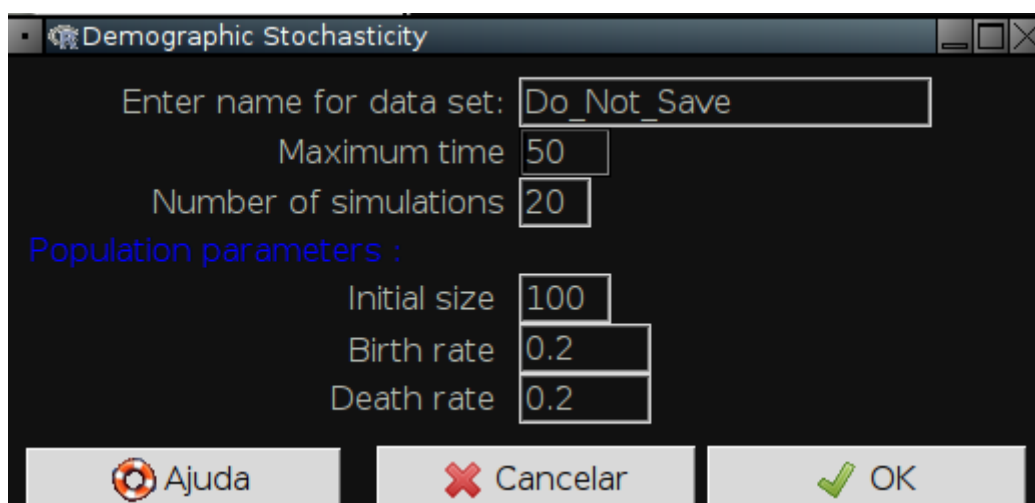 Demographic Stochasticity
Enter name for data set: Do_Not_Save
Maximum time 50
Number of simulations 20
Population parameters :
Initial size 100
Birth rate 0.2
Death rate 0.2
Ajuda Cancelar OK